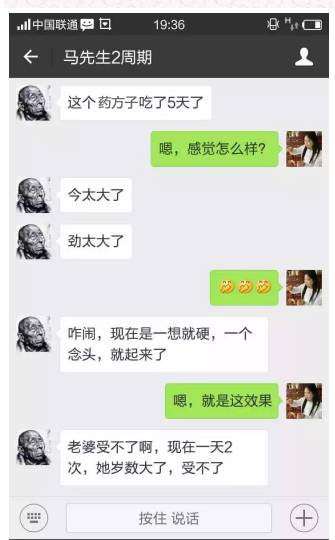 中国联通
19:36
H
马先生2周期
这个药方子吃了5天了
嗯，感觉怎么样?
今太大了
劲太大了
咋闹，现在是一想就硬，一个
念头，就起来了
嗯，就是这效果
老婆受不了啊，现在一天2
次，她岁数大了，受不了
按住 说话